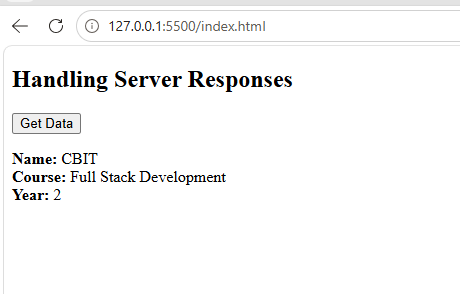 127.0.0.1:5500/index.html
Handling Server Responses
Get Data
Name: CBIT
Course: Full Stack Development
Year: 2